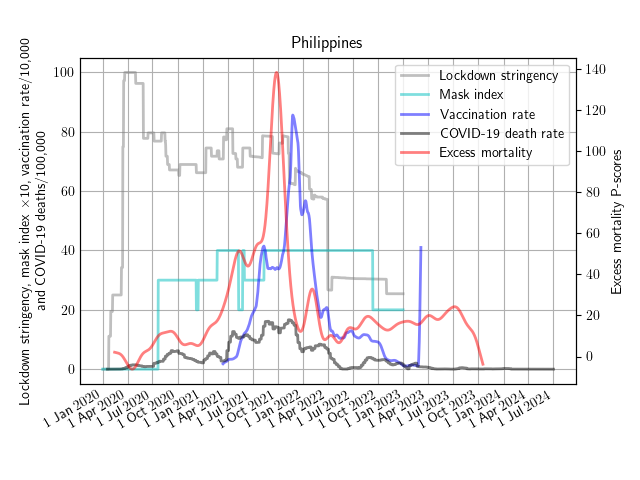 Philippines
Lockdown stringency, mask index ×10, vaccination rate/10,000
and COVID-19 deaths/100,000
100
80
60
40
20
0
140
120
100
80
60
40
20
0
Excess mortality P-scores
Lockdown stringency
Mask index
Vaccination rate
COVID-19 death rate
Excess mortality
1 Jan 2020
1 Apr 2020
1 Jul 2020
1 Oct 2020
1 Jan 2021
1 Apr 2021
1 Jul 2021
1 Oct 2021
1 Jan 2022
1 Apr 2022
1 Jul 2022
1 Oct 2022
1 Jan 2023
1 Apr 2023
1 Jul 2023
1 Oct 2023
1 Jan 2024
1 Apr 2024
1 Jul 2024